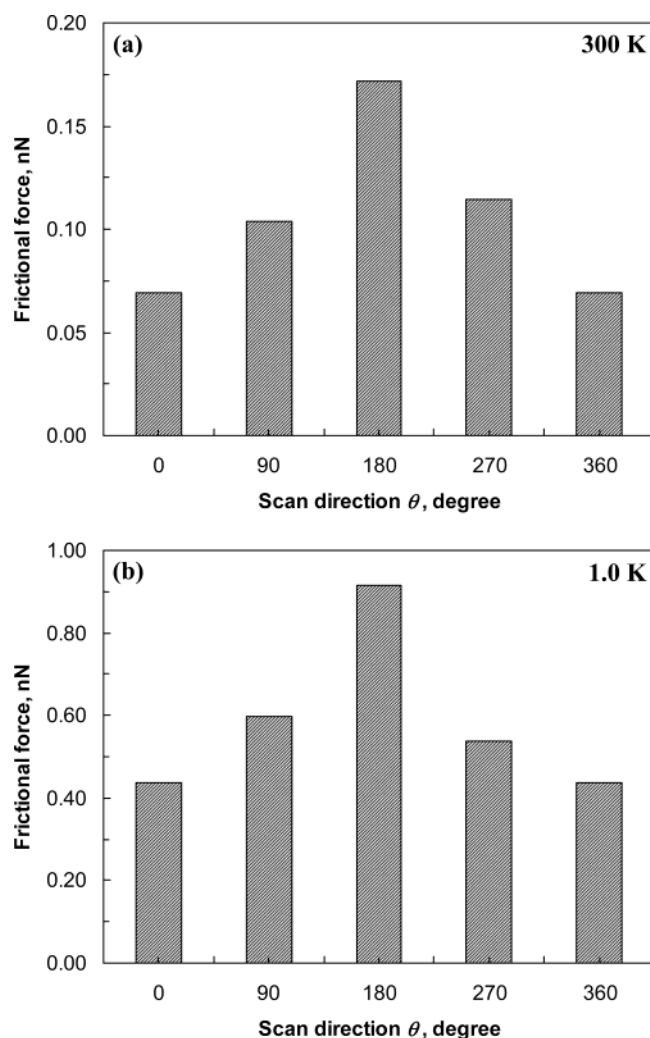 (a) 300 K
0.20
0.15
0.10
0.05
0.00
Frictional force, nN
0 90 180 270 360
Scan direction θ, degree
(b) 1.0 K
1.00
0.80
0.60
0.40
0.20
0.00
Frictional force, nN
0 90 180 270 360
Scan direction θ, degree